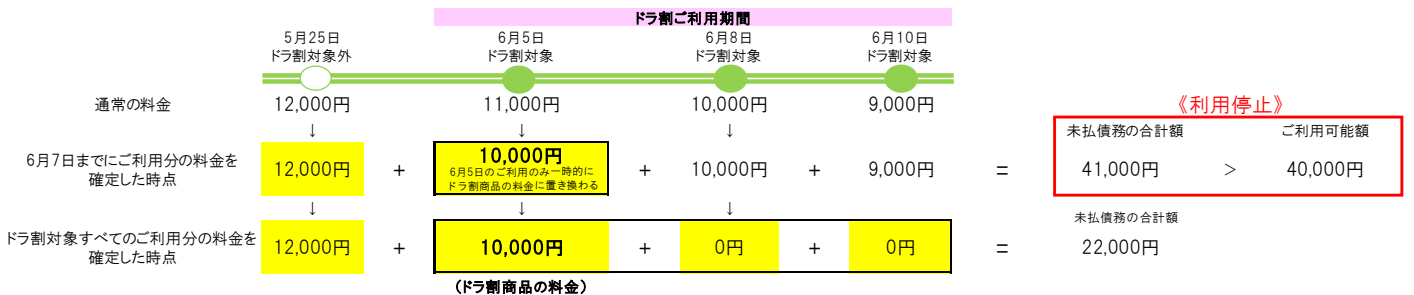 ドラ割ご利用期間
5月25日
ドラ割対象外
6月5日
ドラ割対象
6月8日
ドラ割対象
6月10日
ドラ割対象
通常の料金
12,000円
11,000円
10,000円
9,000円
《利用停止》
↓
↓
↓
未払債務の合計額
ご利用可能額
6月7日までにご利用分の料金を
確定した時点
12,000円
+
10,000円
6月5日のご利用のみ一時的に
ドラ割商品の料金に置き換わる
+
10,000円
+
9,000円
=
41,000円
>
40,000円
↓
↓
↓
未払債務の合計額
ドラ割対象すべてのご利用分の料金を
確定した時点
12,000円
+
10,000円
+
0円
+
0円
=
22,000円
(ドラ割商品の料金)